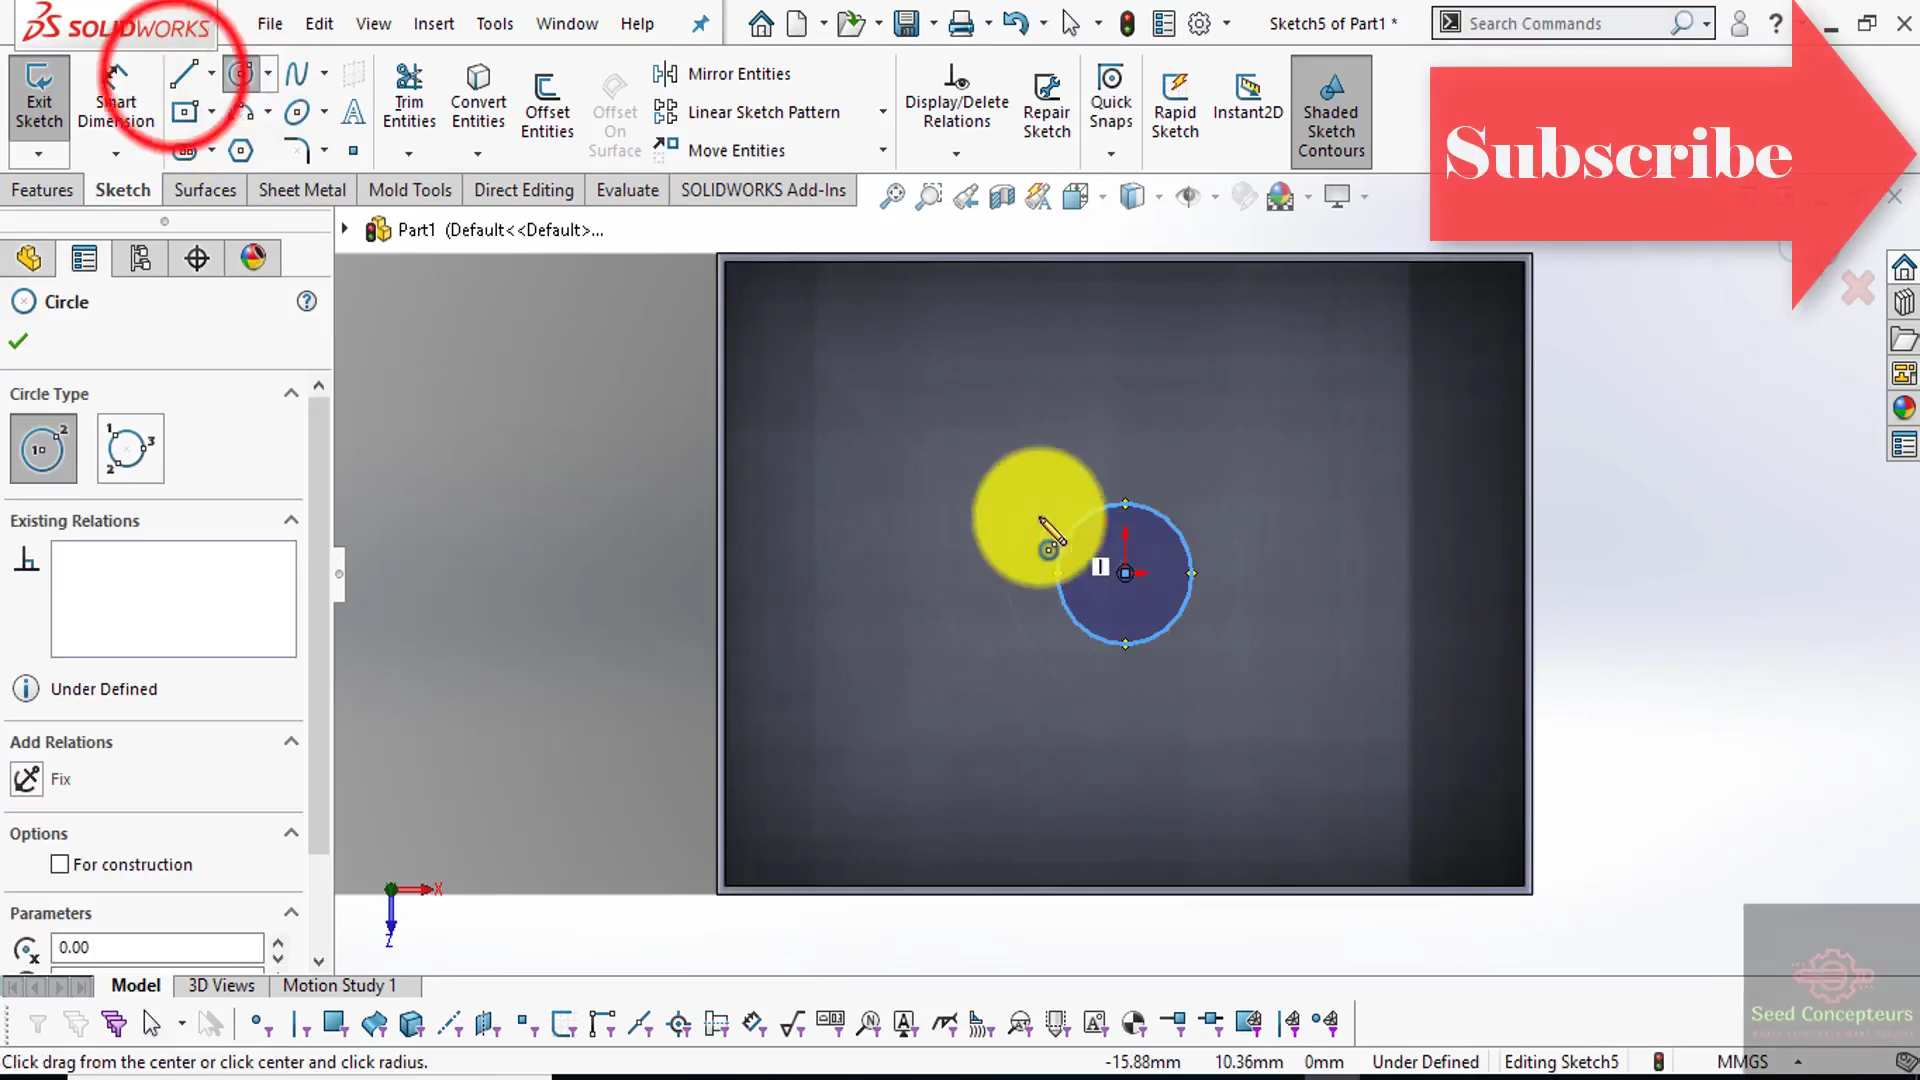 SOLIDWORKS
File Edit View Insert Tools Window Help
Sketch5 of Part1 *
Search Commands
Exit Sketch
Smart Dimension
Trim Entities
Convert Entities
Offset Entities
Offset On Surface
Mirror Entities
Linear Sketch Pattern
Move Entities
Display/Delete Relations
Repair Sketch
Quick Snaps
Rapid Sketch
Instant2D
Shaded Sketch Contours
Subscribe
Features Sketch Surfaces Sheet Metal Mold Tools Direct Editing Evaluate SOLIDWORKS Add-Ins
Part1 (Default<<Default>...
Circle
Circle Type
Existing Relations
Under Defined
Add Relations
Fix
Options
For construction
Parameters
0.00
X
Z
Model 3D Views Motion Study 1
Seed Concepteurs
Click drag from the center or click center and click radius.
-15.88mm 10.36mm 0mm Under Defined Editing Sketch5 MMGS